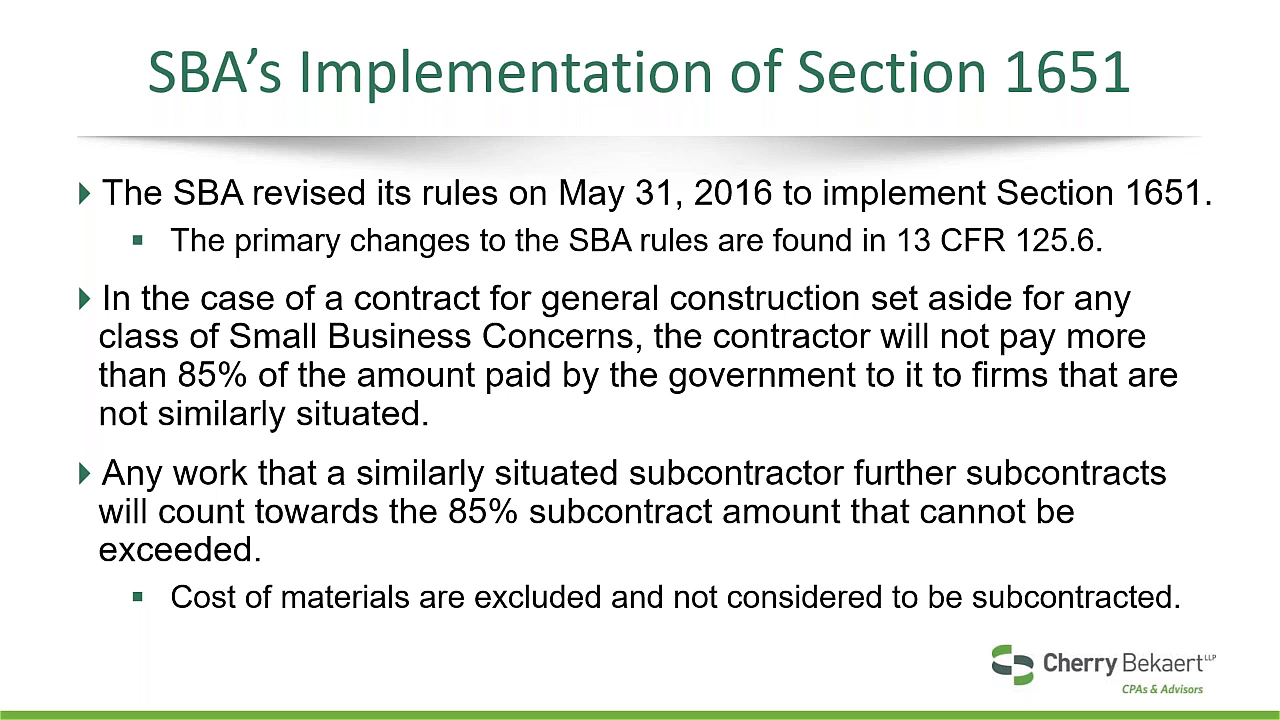 SBA’s Implementation of Section 1651
The SBA revised its rules on May 31, 2016 to implement Section 1651.
The primary changes to the SBA rules are found in 13 CFR 125.6.
In the case of a contract for general construction set aside for any
class of Small Business Concerns, the contractor will not pay more
than 85% of the amount paid by the government to it to firms that are
not similarly situated.
Any work that a similarly situated subcontractor further subcontracts
will count towards the 85% subcontract amount that cannot be
exceeded.
Cost of materials are excluded and not considered to be subcontracted.
Cherry Bekaert LLP
CPAs & Advisors